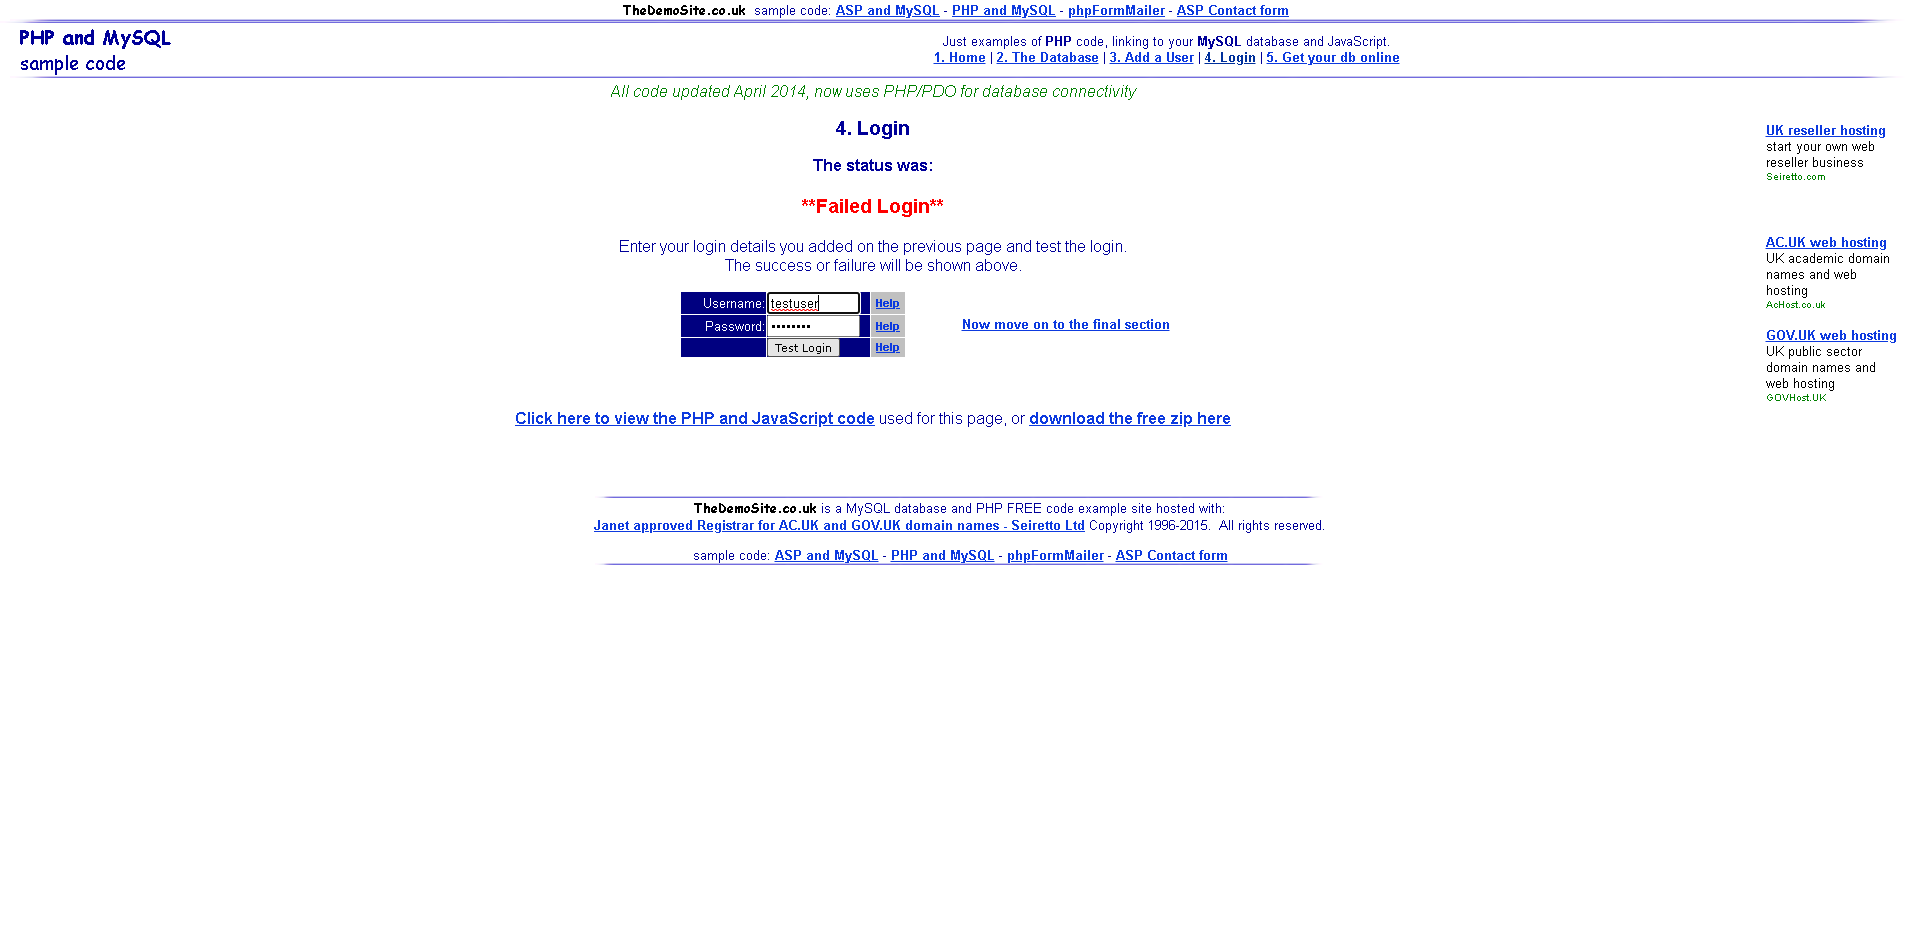 TheDemoSite.co.uk sample code: ASP and MySQL - PHP and MySQL - phpFormMailer - ASP Contact form
PHP and MySQL
sample code
Just examples of PHP code, linking to your MySQL database and JavaScript.
1. Home | 2. The Database | 3. Add a User | 4. Login | 5. Get your db online
All code updated April 2014, now uses PHP/PDO for database connectivity
4. Login
The status was:
**Failed Login**
Enter your login details you added on the previous page and test the login.
The success or failure will be shown above.
Username: testuser Help
Password: •••••••• Help
Test Login Help
Now move on to the final section
Click here to view the PHP and JavaScript code used for this page, or download the free zip here
UK reseller hosting
start your own web
reseller business
Seiretto.com
AC.UK web hosting
UK academic domain
names and web
hosting
AcHost.co.uk
GOV.UK web hosting
UK public sector
domain names and
web hosting
GOVHost.UK
TheDemoSite.co.uk is a MySQL database and PHP FREE code example site hosted with:
Janet approved Registrar for AC.UK and GOV.UK domain names - Seiretto Ltd Copyright 1996-2015. All rights reserved.
sample code: ASP and MySQL - PHP and MySQL - phpFormMailer - ASP Contact form